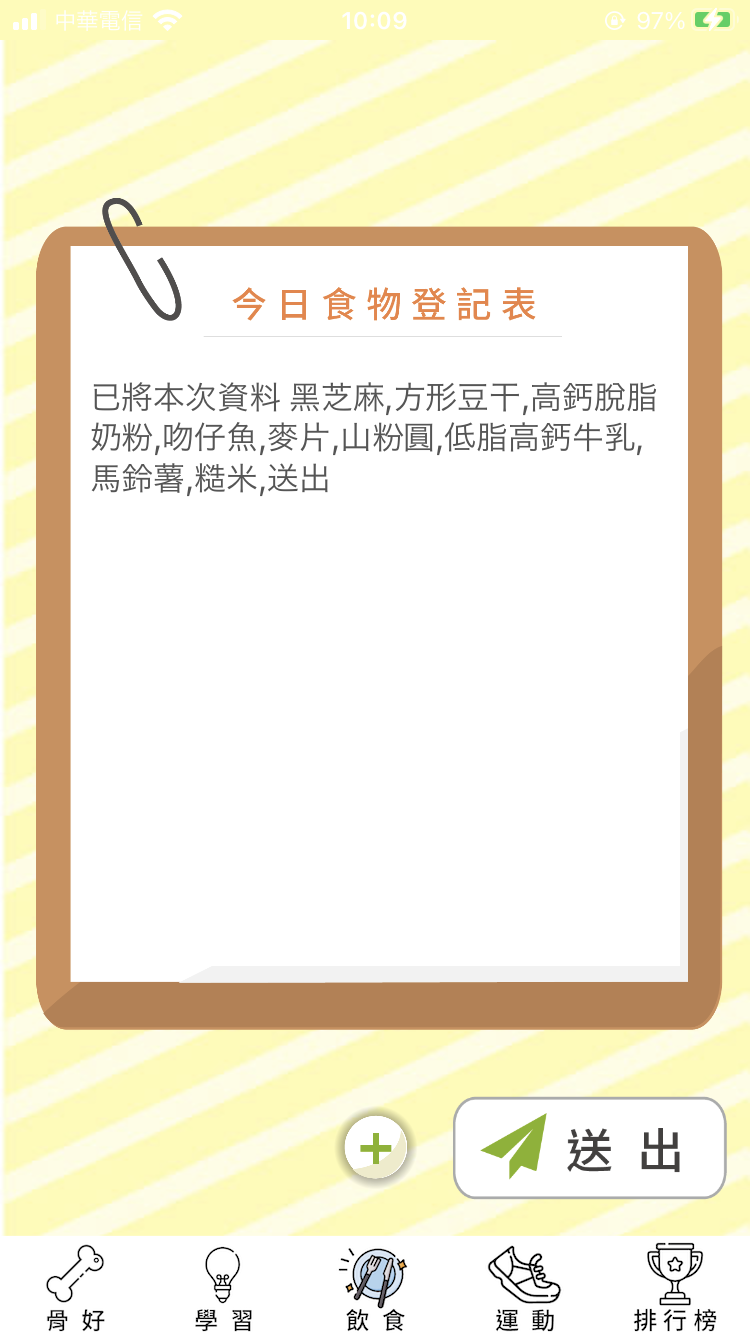 中華電信 10:09 97%
今日食物登記表
已將本次資料 黑芝麻,方形豆干,高鈣脫脂
奶粉,吻仔魚,麥片,山粉圓,低脂高鈣牛乳,
馬鈴薯,糙米,送出
送出
骨好 學習 飲食 運動 排行榜